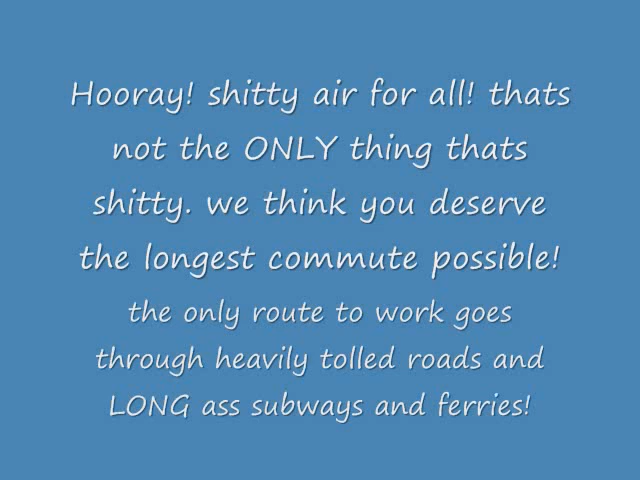 Hooray! shitty air for all! thats
not the ONLY thing thats
shitty. we think you deserve
the longest commute possible!
the only route to work goes
through heavily tolled roads and
LONG ass subways and ferries!